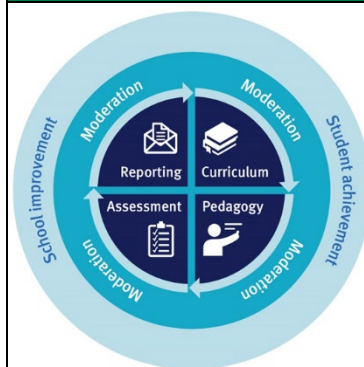 Moderation
Moderation
School improvement
Student achievement
Reporting
Curriculum
Assessment
Pedagogy
Moderation
Moderation